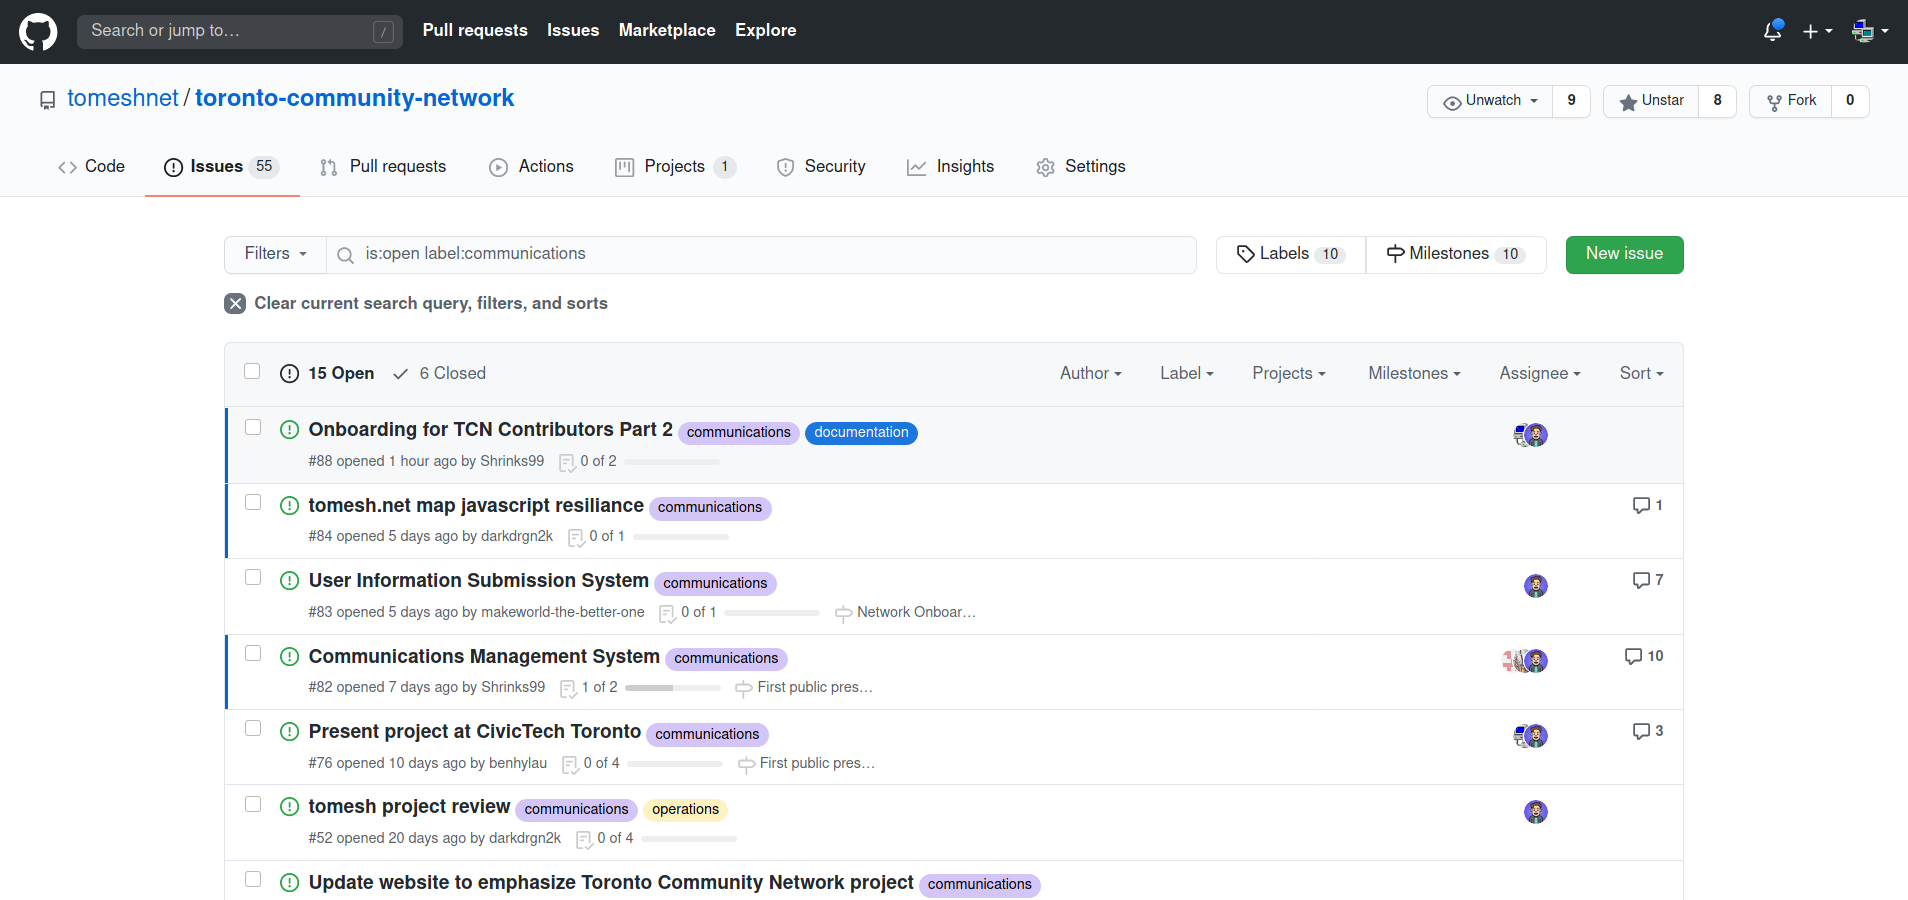 Search or jump to… / Pull requests Issues Marketplace Explore
tomeshnet / toronto-community-network Unwatch 9 Unstar 8 Fork 0
Code Issues 55 Pull requests Actions Projects 1 Security Insights Settings
Filters is:open label:communications Labels 10 Milestones 10 New issue
Clear current search query, filters, and sorts
15 Open 6 Closed Author Label Projects Milestones Assignee Sort
Onboarding for TCN Contributors Part 2 communications documentation
#88 opened 1 hour ago by Shrinks99 0 of 2
tomesh.net map javascript resiliance communications 1
#84 opened 5 days ago by darkdrgn2k 0 of 1
User Information Submission System communications 7
#83 opened 5 days ago by makeworld-the-better-one 0 of 1 Network Onboar…
Communications Management System communications 10
#82 opened 7 days ago by Shrinks99 1 of 2 First public pres…
Present project at CivicTech Toronto communications 3
#76 opened 10 days ago by benhylau 0 of 4 First public pres…
tomesh project review communications operations
#52 opened 20 days ago by darkdrgn2k 0 of 4
Update website to emphasize Toronto Community Network project communications